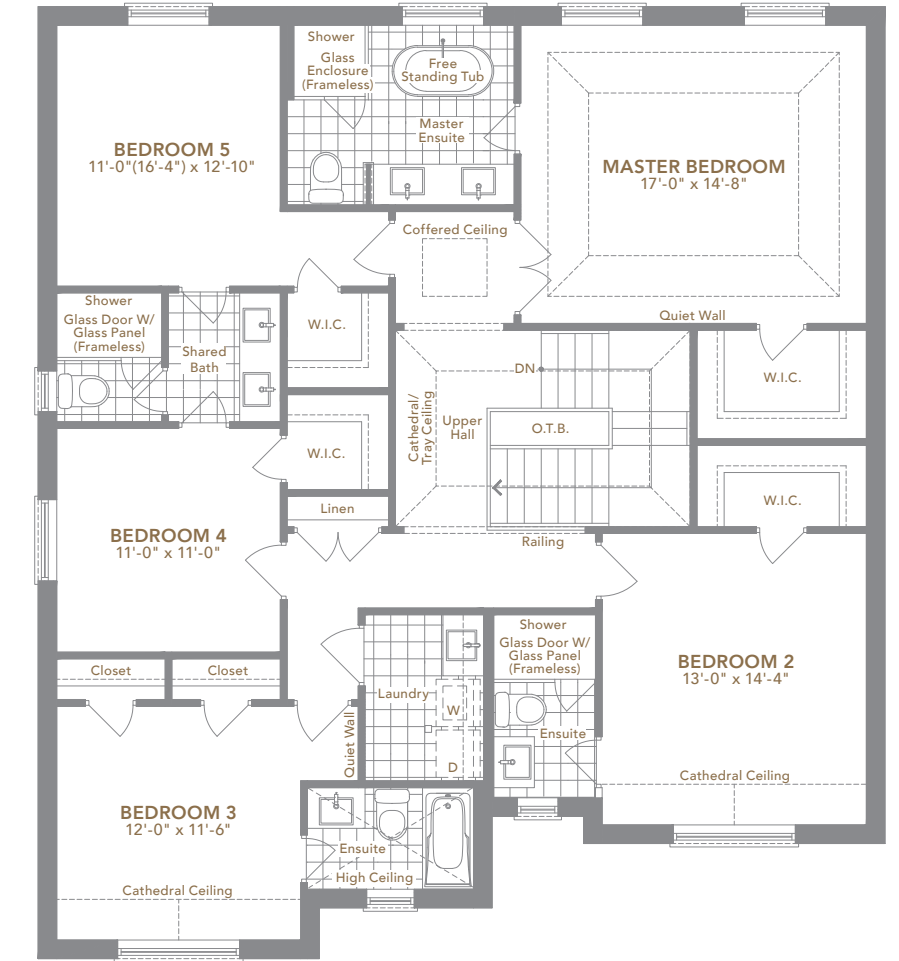 Shower
Glass
Enclosure
(Frameless)
Free
Standing Tub
Master
Ensuite
BEDROOM 5
11'-0"(16'-4") x 12'-10"
MASTER BEDROOM
17'-0" x 14'-8"
Coffered Ceiling
Quiet Wall
Shower
Glass Door W/
Glass Panel
(Frameless)
Shared
Bath
W.I.C.
DN
W.I.C.
Cathedral/
Tray Ceiling
Upper
Hall
O.T.B.
W.I.C.
W.I.C.
Linen
BEDROOM 4
11'-0" x 11'-0"
Railing
Shower
Glass Door W/
Glass Panel
(Frameless)
BEDROOM 2
13'-0" x 14'-4"
Closet
Closet
Laundry
W
Quiet Wall
Ensuite
D
Cathedral Ceiling
BEDROOM 3
12'-0" x 11'-6"
Ensuite
High Ceiling
Cathedral Ceiling